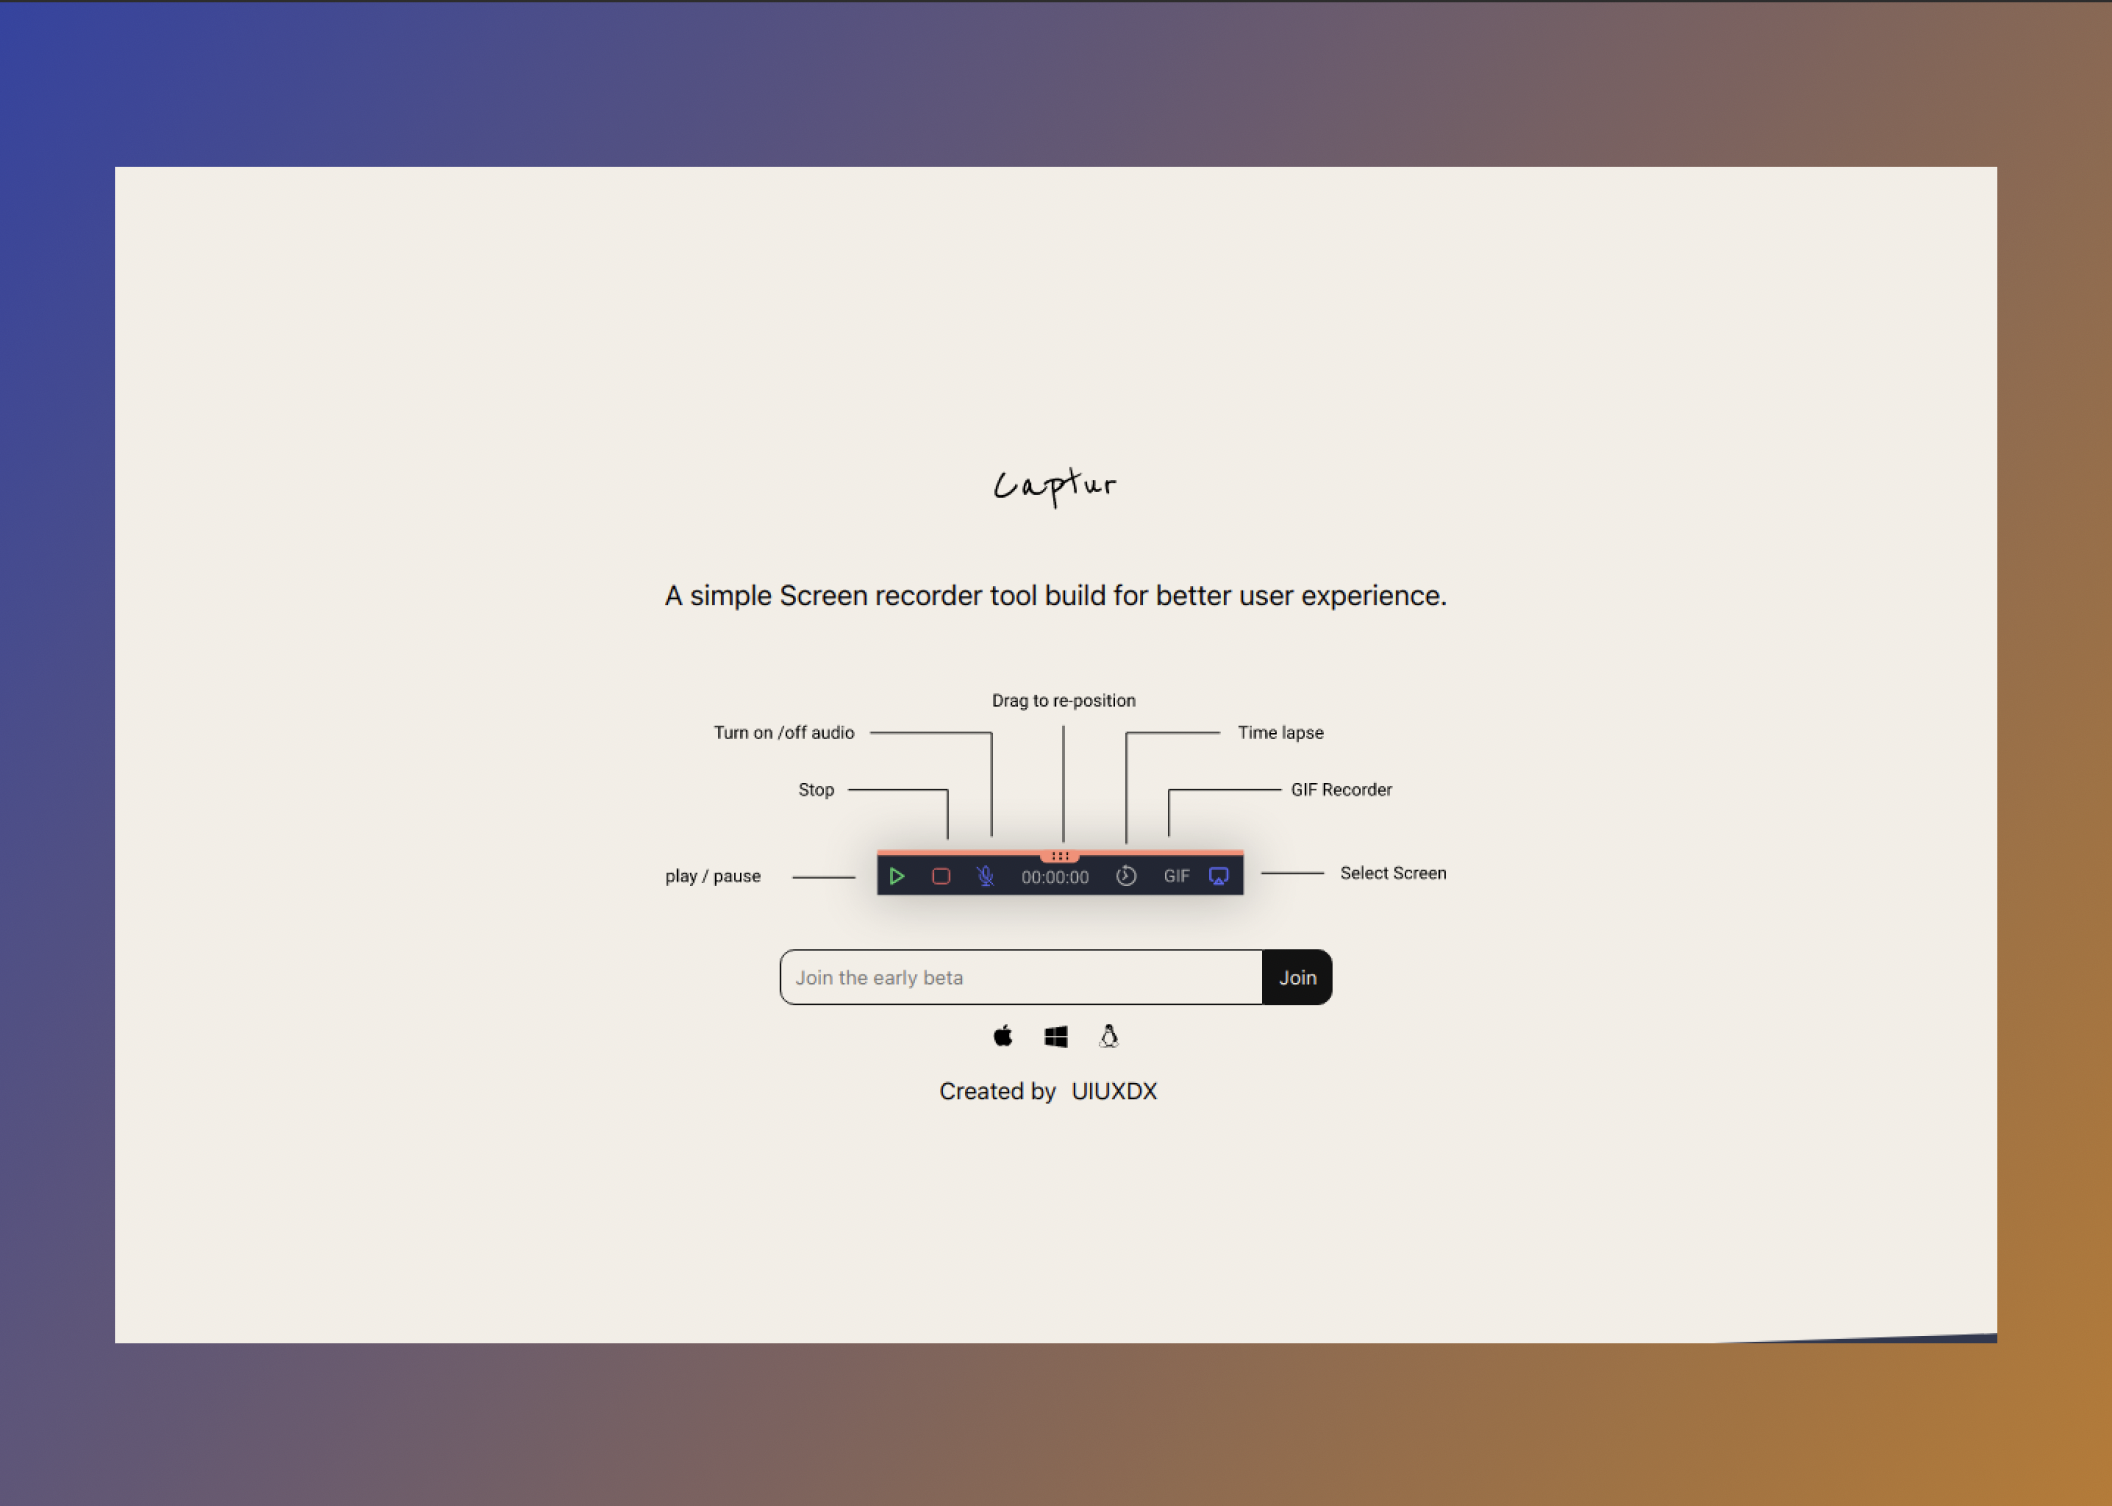 Captur
A simple Screen recorder tool build for better user experience.
Drag to re-position
Turn on /off audio
Time lapse
Stop
GIF Recorder
play / pause
00:00:00
GIF
Select Screen
Join the early beta
Join
Created by UIUXDX